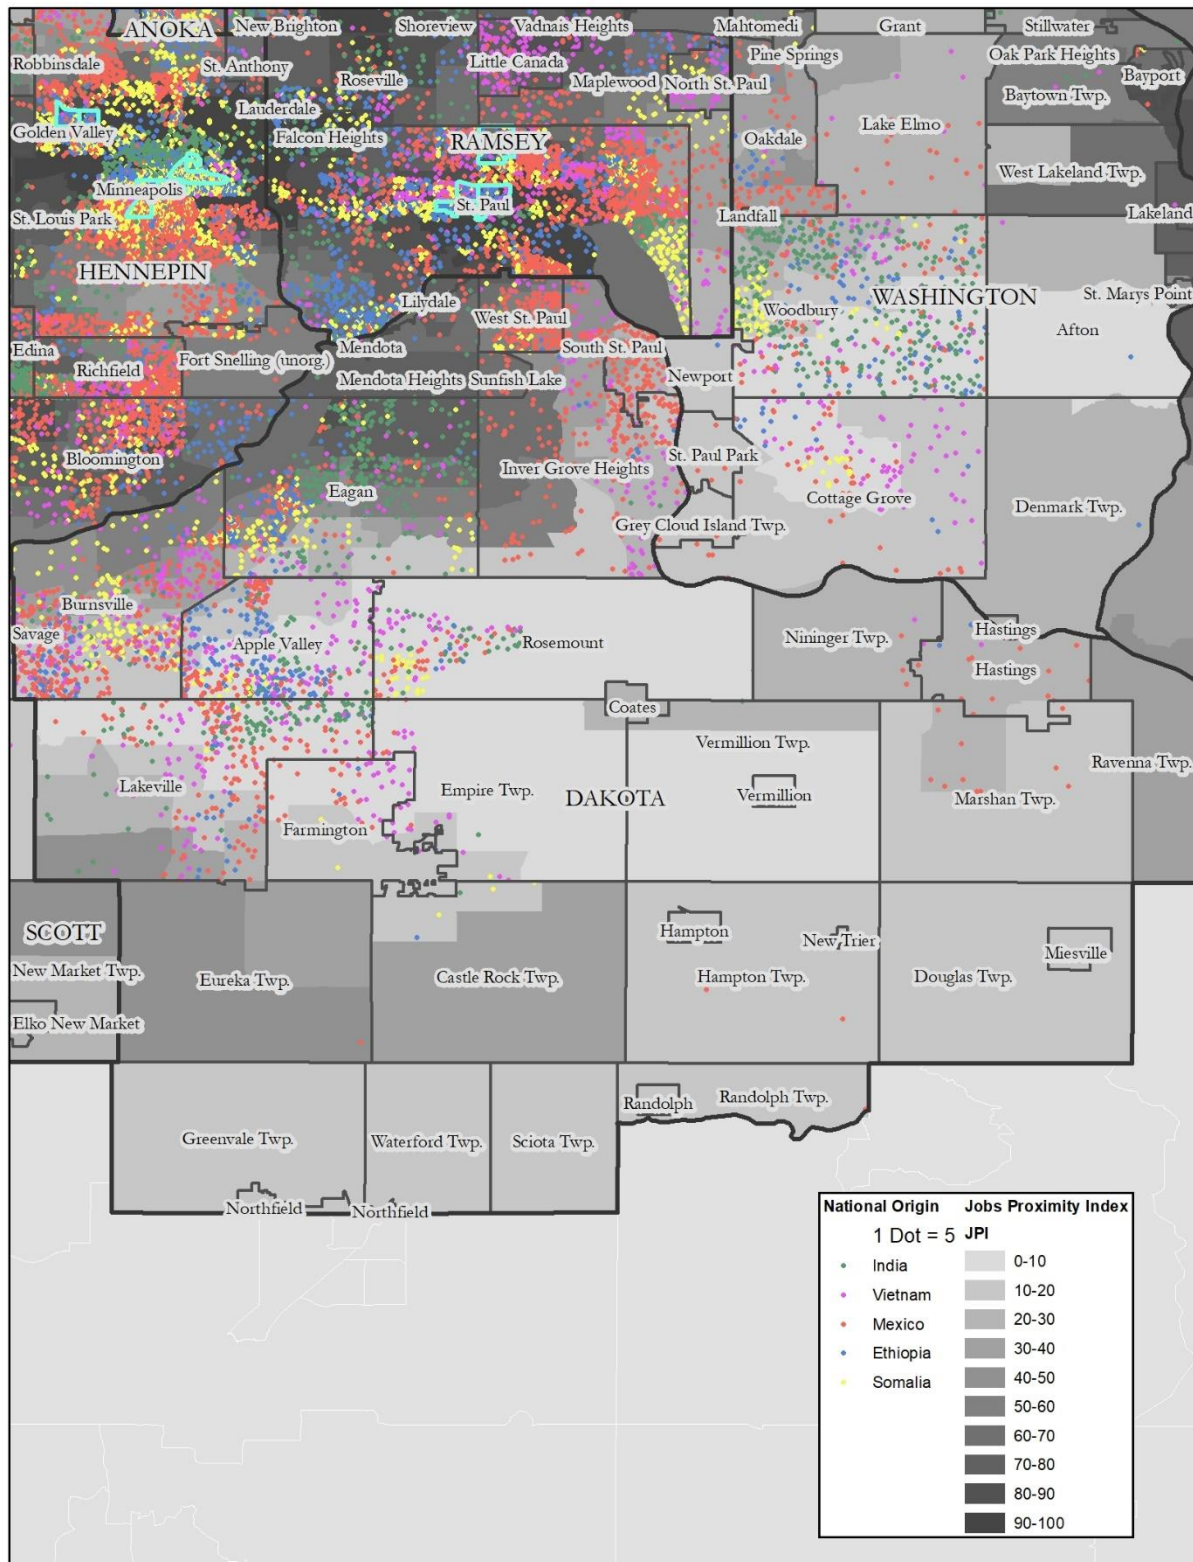 ANOKA
New Brighton
Shoreview
Vadnais Heights
Mahtomedi
Grant
Stillwater
Robbinsdale
St. Anthony
Roseville
Little Canada
Pine Springs
Oak Park Heights
Maplewood
North St. Paul
Bayport
Baytown Twp.
Lauderdale
Golden Valley
Falcon Heights
RAMSEY
Oakdale
Lake Elmo
West Lakeland Twp.
Minneapolis
St. Louis Park
St. Paul
Landfall
Lakeland
HENNEPIN
Lilydale
WASHINGTON
St. Marys Point
Woodbury
West St. Paul
Afton
Edina
Fort Snelling (unorg.)
Mendota
South St. Paul
Richfield
Mendota Heights
Sunfish Lake
Newport
Bloomington
Inver Grove Heights
St. Paul Park
Eagan
Cottage Grove
Denmark Twp.
Grey Cloud Island Twp.
Burnsville
Savage
Apple Valley
Rosemount
Nininger Twp.
Hastings
Hastings
Coates
Vermillion Twp.
Ravenna Twp.
Lakeville
Empire Twp.
DAKOTA
Vermillion
Marshan Twp.
Farmington
SCOTT
Hampton
New Trier
Miesville
New Market Twp.
Eureka Twp.
Castle Rock Twp.
Hampton Twp.
Douglas Twp.
Elko New Market
Randolph
Randolph Twp.
Greenvale Twp.
Waterford Twp.
Sciota Twp.
Northfield
Northfield
National Origin
1 Dot = 5
India
Vietnam
Mexico
Ethiopia
Somalia
Jobs Proximity Index
JPI
0-10
10-20
20-30
30-40
40-50
50-60
60-70
70-80
80-90
90-100